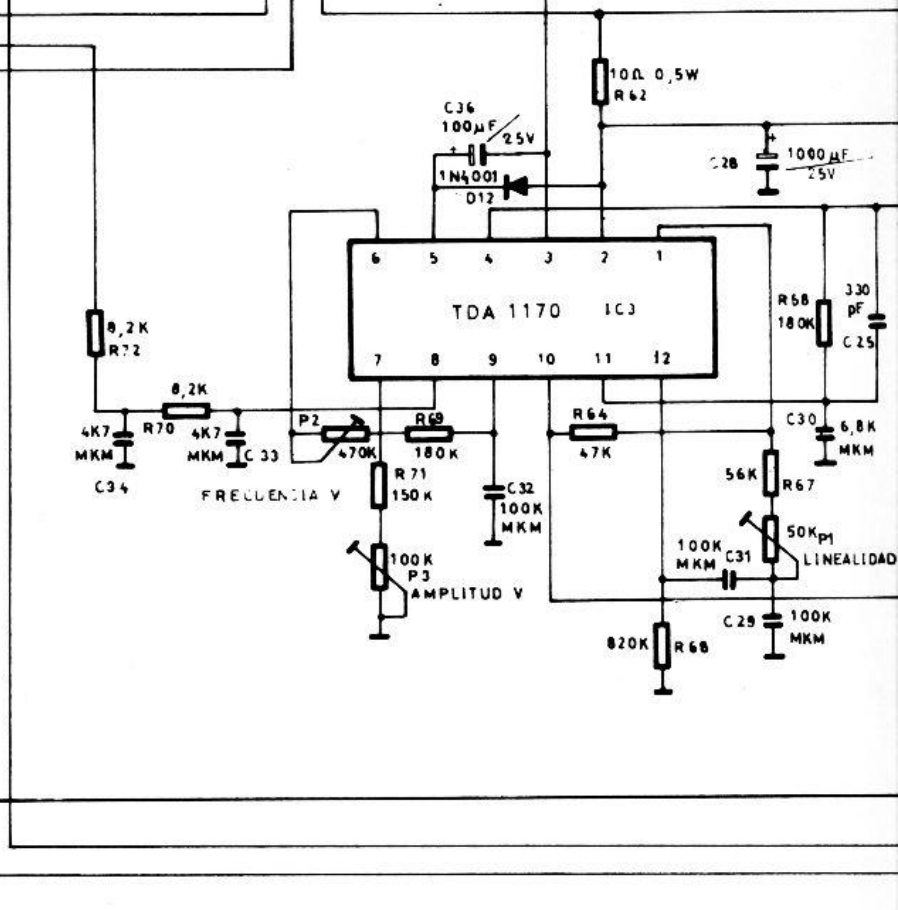 10Ω 0,5W
R62
C36
100µF
25V
+
1N4001
D12
+
C28
1000µF
25V
6 5 4 3 2 1
TDA 1170 IC3
7 8 9 10 11 12
R68
180K
330
pF
C25
8,2K
R72
8,2K
R70
4K7
MKM
C34
4K7
MKM
C33
P2
470K
FRECUENCIA V
R69
180K
R71
150K
C32
100K
MKM
100K
P3
AMPLITUD V
R64
47K
C30
6,8K
MKM
56K
R67
50K
P1
LINEALIDAD
100K
MKM
C31
C29
100K
MKM
820K
R68